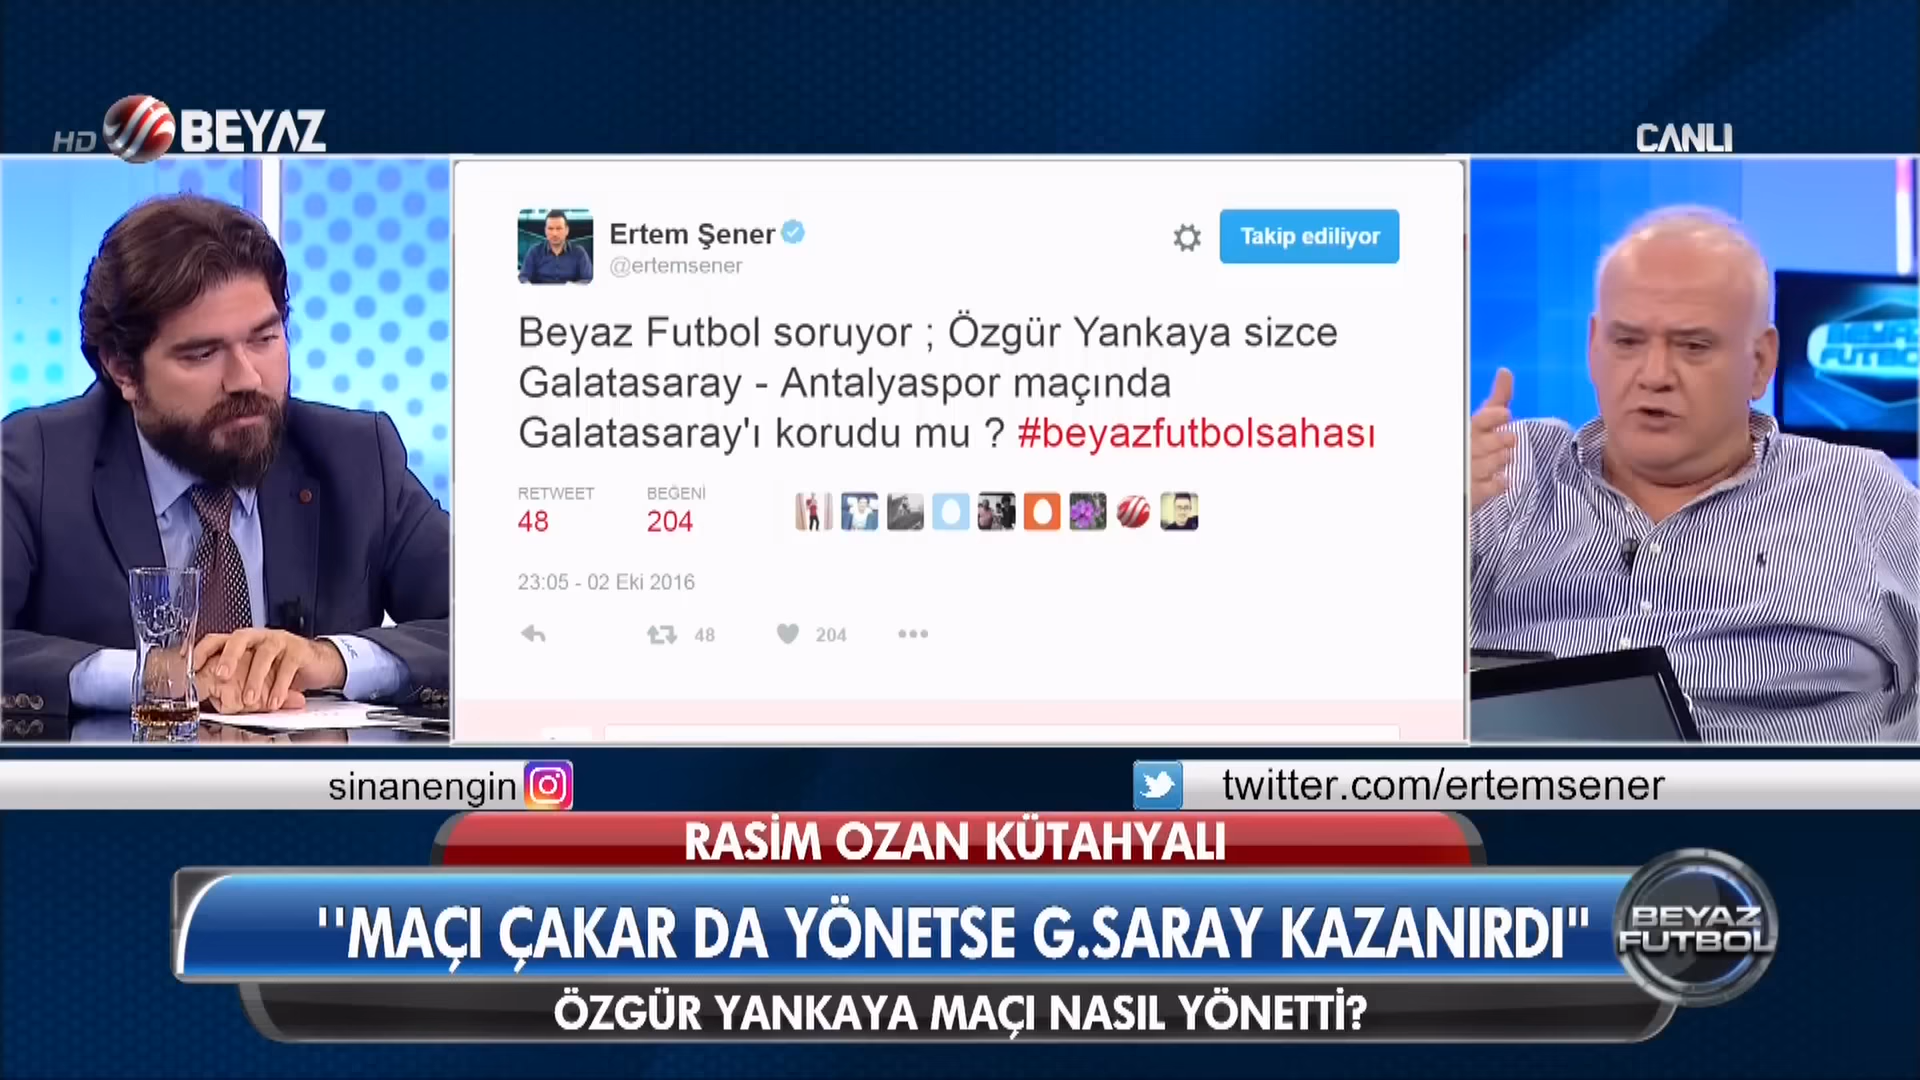 HD BEYAZ
CANLI
Ertem Şener
@ertemsener
Takip ediliyor
Beyaz Futbol soruyor ; Özgür Yankaya sizce
Galatasaray - Antalyaspor maçında
Galatasaray'ı korudu mu ? #beyazfutbolsahası
RETWEET BEĞENİ
48 204
23:05 - 02 Eki 2016
48 204
BEYAZ
FUTBOL
sinanengin
twitter.com/ertemsener
RASİM OZAN KÜTAHYALI
''MAÇI ÇAKAR DA YÖNETSE G.SARAY KAZANIRDI''
BEYAZ
FUTBOL
ÖZGÜR YANKAYA MAÇI NASIL YÖNETTİ?